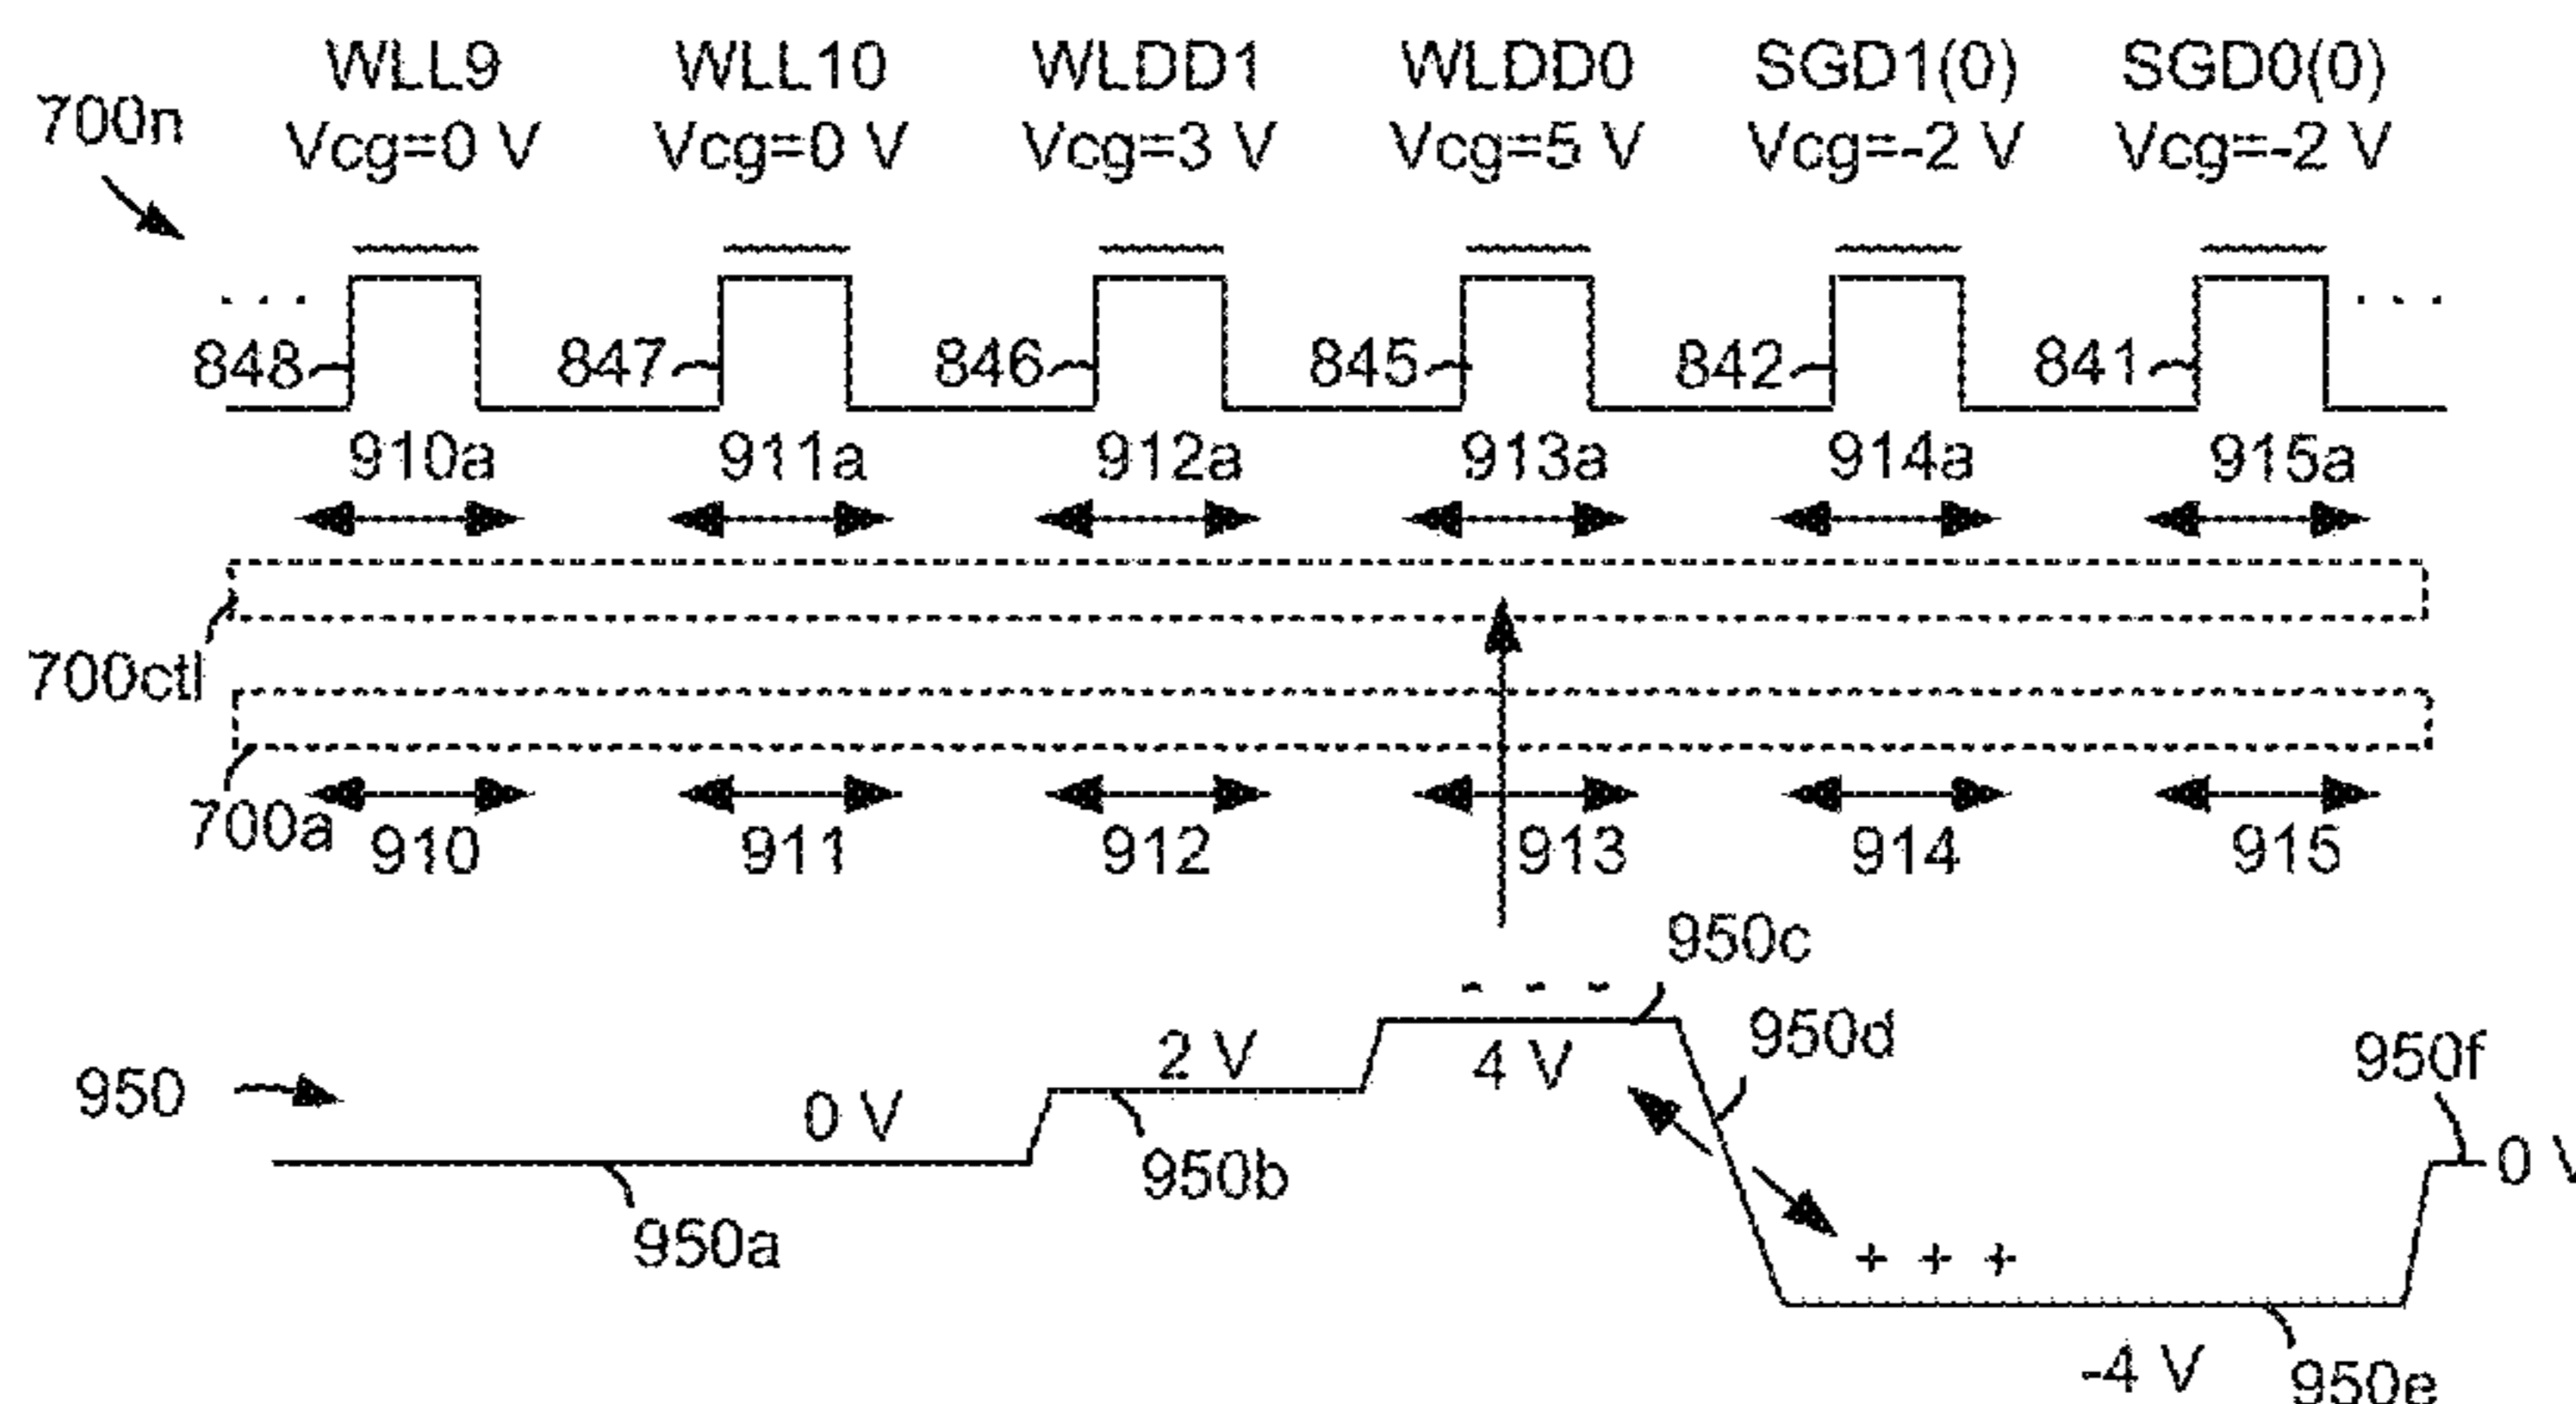 WLL9 WLL10 WLDD1 WLDD0 SGD1(0) SGD0(0)
700n Vcg=0 V Vcg=0 V Vcg=3 V Vcg=5 V Vcg=-2 V Vcg=-2 V
. . . . . .
848 847 846 845 842 841
910a 911a 912a 913a 914a 915a
700ctl
700a 910 911 912 913 914 915
950c
- - -
950d
2 V 4 V 950f
950 0 V
950b 0 V
950a
+ + +
-4 V 950e